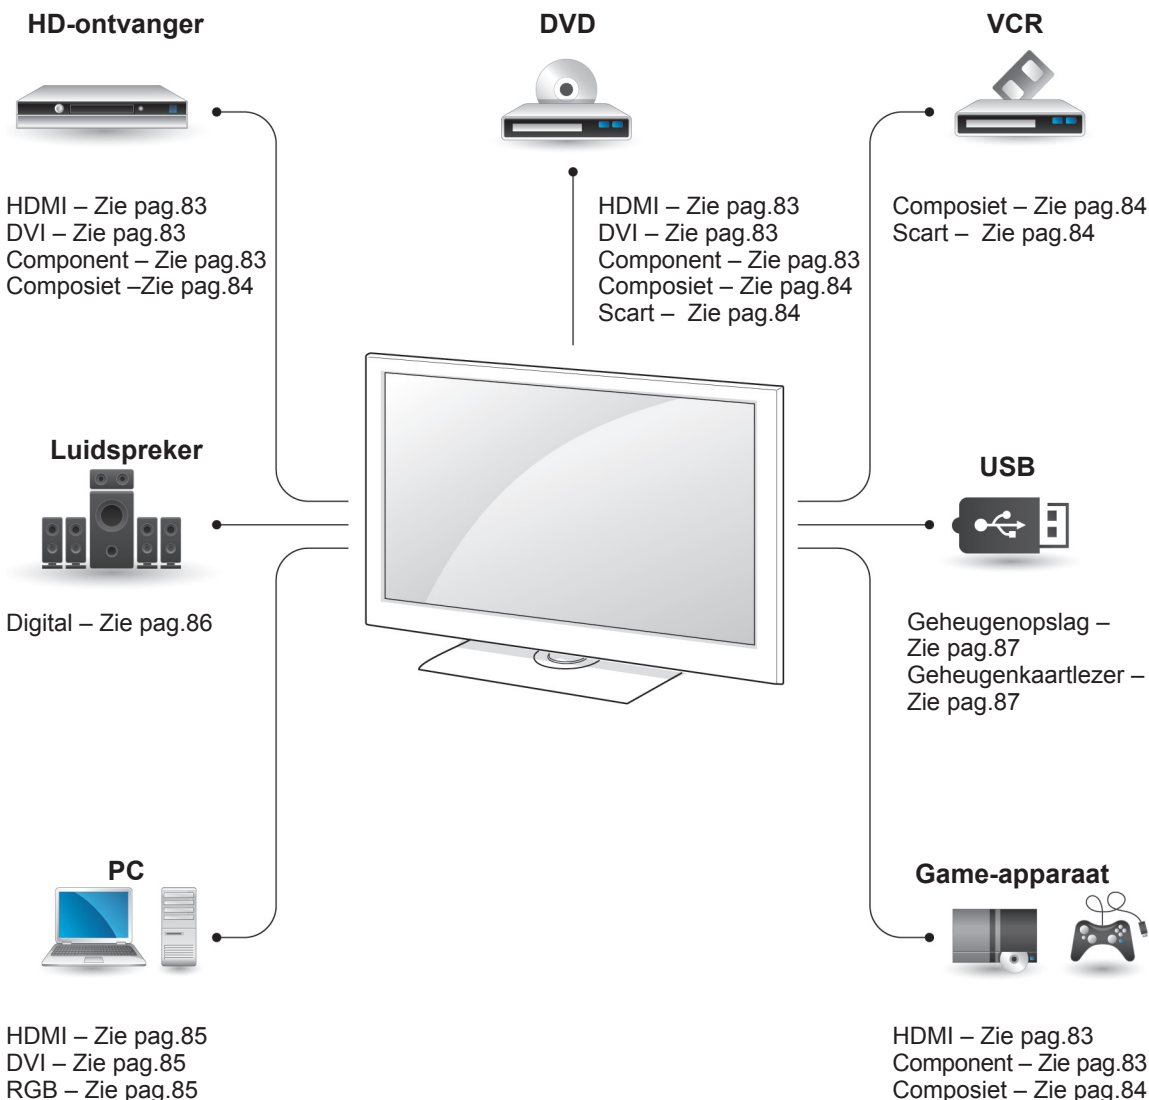 HD-ontvanger
HDMI – Zie pag.83
DVI – Zie pag.83
Component – Zie pag.83
Composiet –Zie pag.84
DVD
HDMI – Zie pag.83
DVI – Zie pag.83
Component – Zie pag.83
Composiet – Zie pag.84
Scart –  Zie pag.84
VCR
Composiet – Zie pag.84
Scart –  Zie pag.84
Luidspreker
Digital – Zie pag.86
USB
Geheugenopslag –
Zie pag.87
Geheugenkaartlezer –
Zie pag.87
PC
HDMI – Zie pag.85
DVI – Zie pag.85
RGB – Zie pag.85
Game-apparaat
HDMI – Zie pag.83
Component – Zie pag.83
Composiet – Zie pag.84